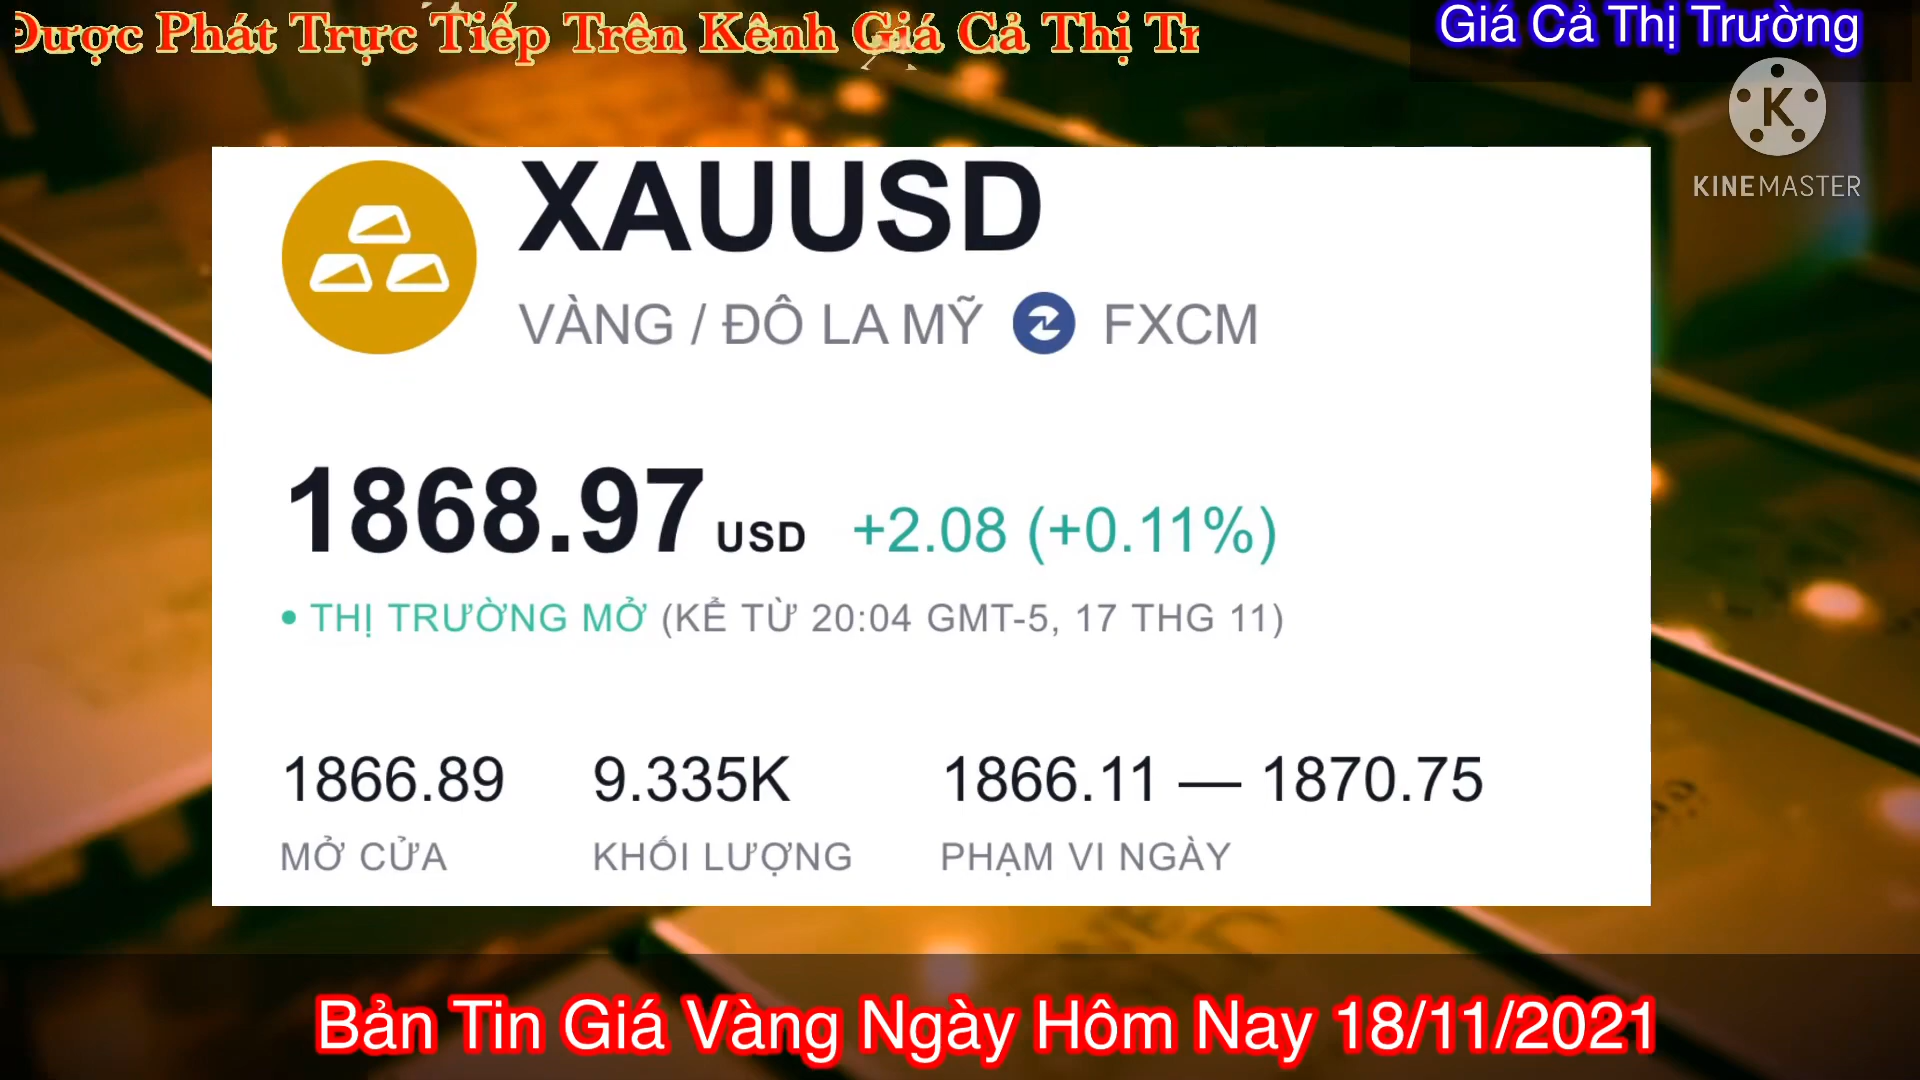 Được Phát Trực Tiếp Trên Kênh Giá Cả Thị Tr
Giá Cả Thị Trường
K
KINEMASTER
XAUUSD
VÀNG / ĐÔ LA MỸ FXCM
1868.97 USD +2.08 (+0.11%)
• THỊ TRƯỜNG MỞ (KỂ TỪ 20:04 GMT-5, 17 THG 11)
1866.89 9.335K 1866.11 — 1870.75
MỞ CỬA KHỐI LƯỢNG PHẠM VI NGÀY
Bản Tin Giá Vàng Ngày Hôm Nay 18/11/2021